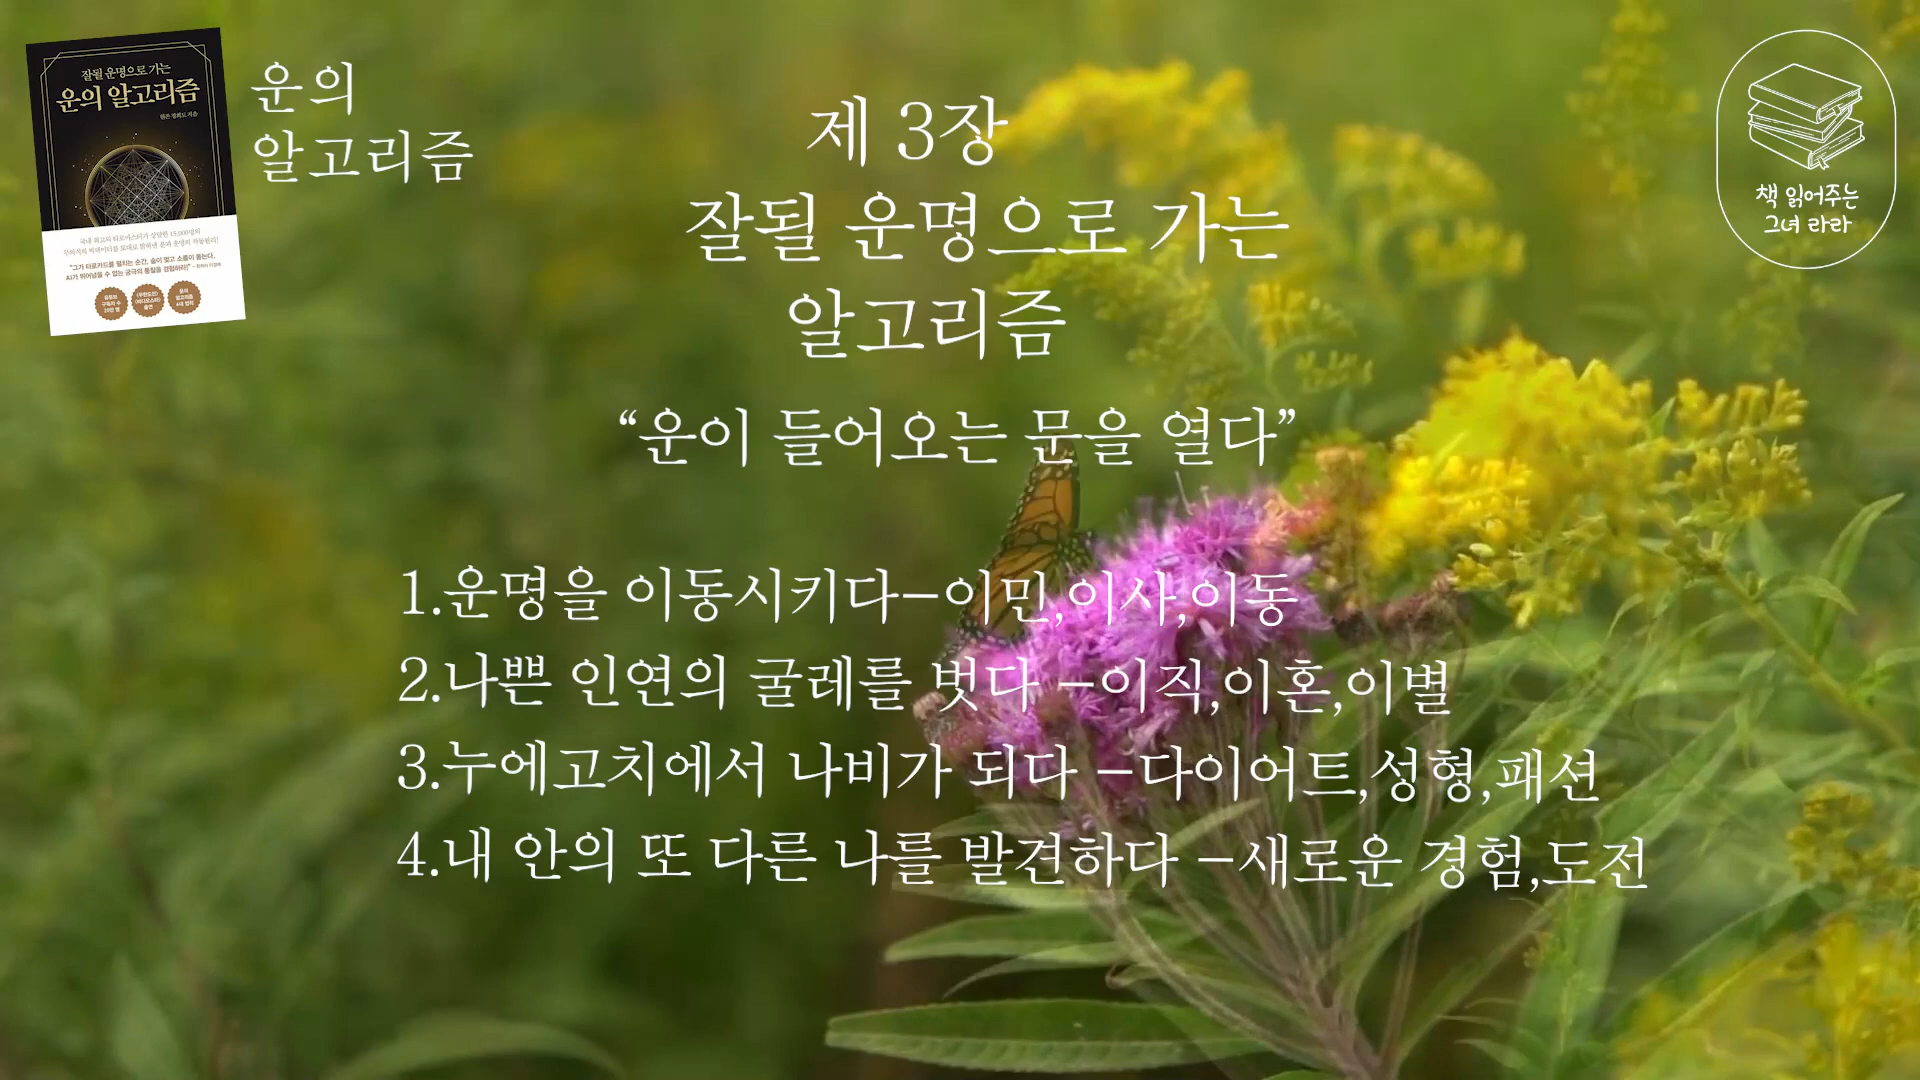 잘될 운명으로 가는
운의 알고리즘
운의
알고리즘
제 3장
잘될 운명으로 가는
알고리즘
“운이 들어오는 문을 열다”
1.운명을 이동시키다-이민,이사,이동
2.나쁜 인연의 굴레를 벗다 -이직,이혼,이별
3.누에고치에서 나비가 되다 -다이어트,성형,패션
4.내 안의 또 다른 나를 발견하다 -새로운 경험,도전
책 읽어주는
그녀 라라